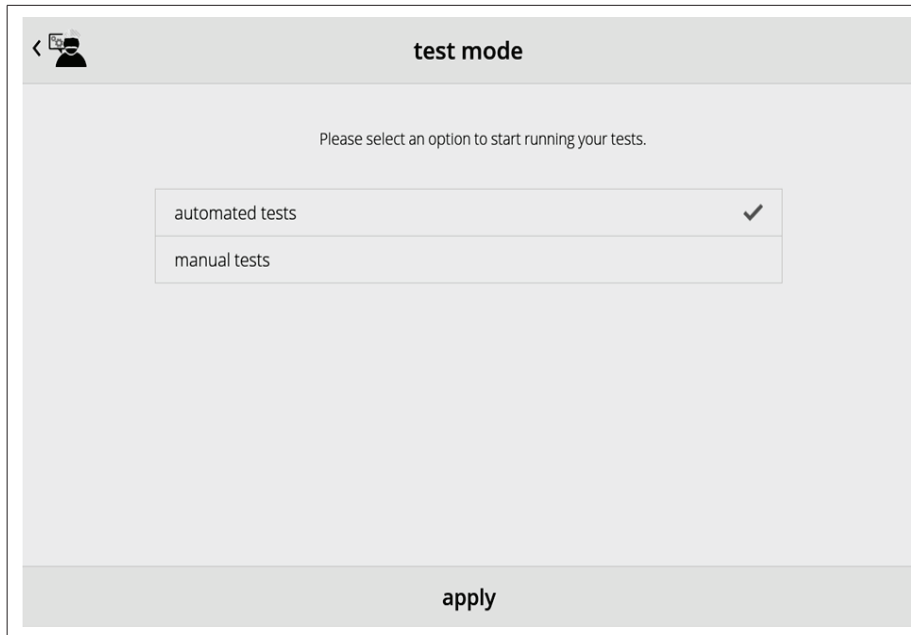 test mode
Please select an option to start running your tests.
automated tests
manual tests
apply